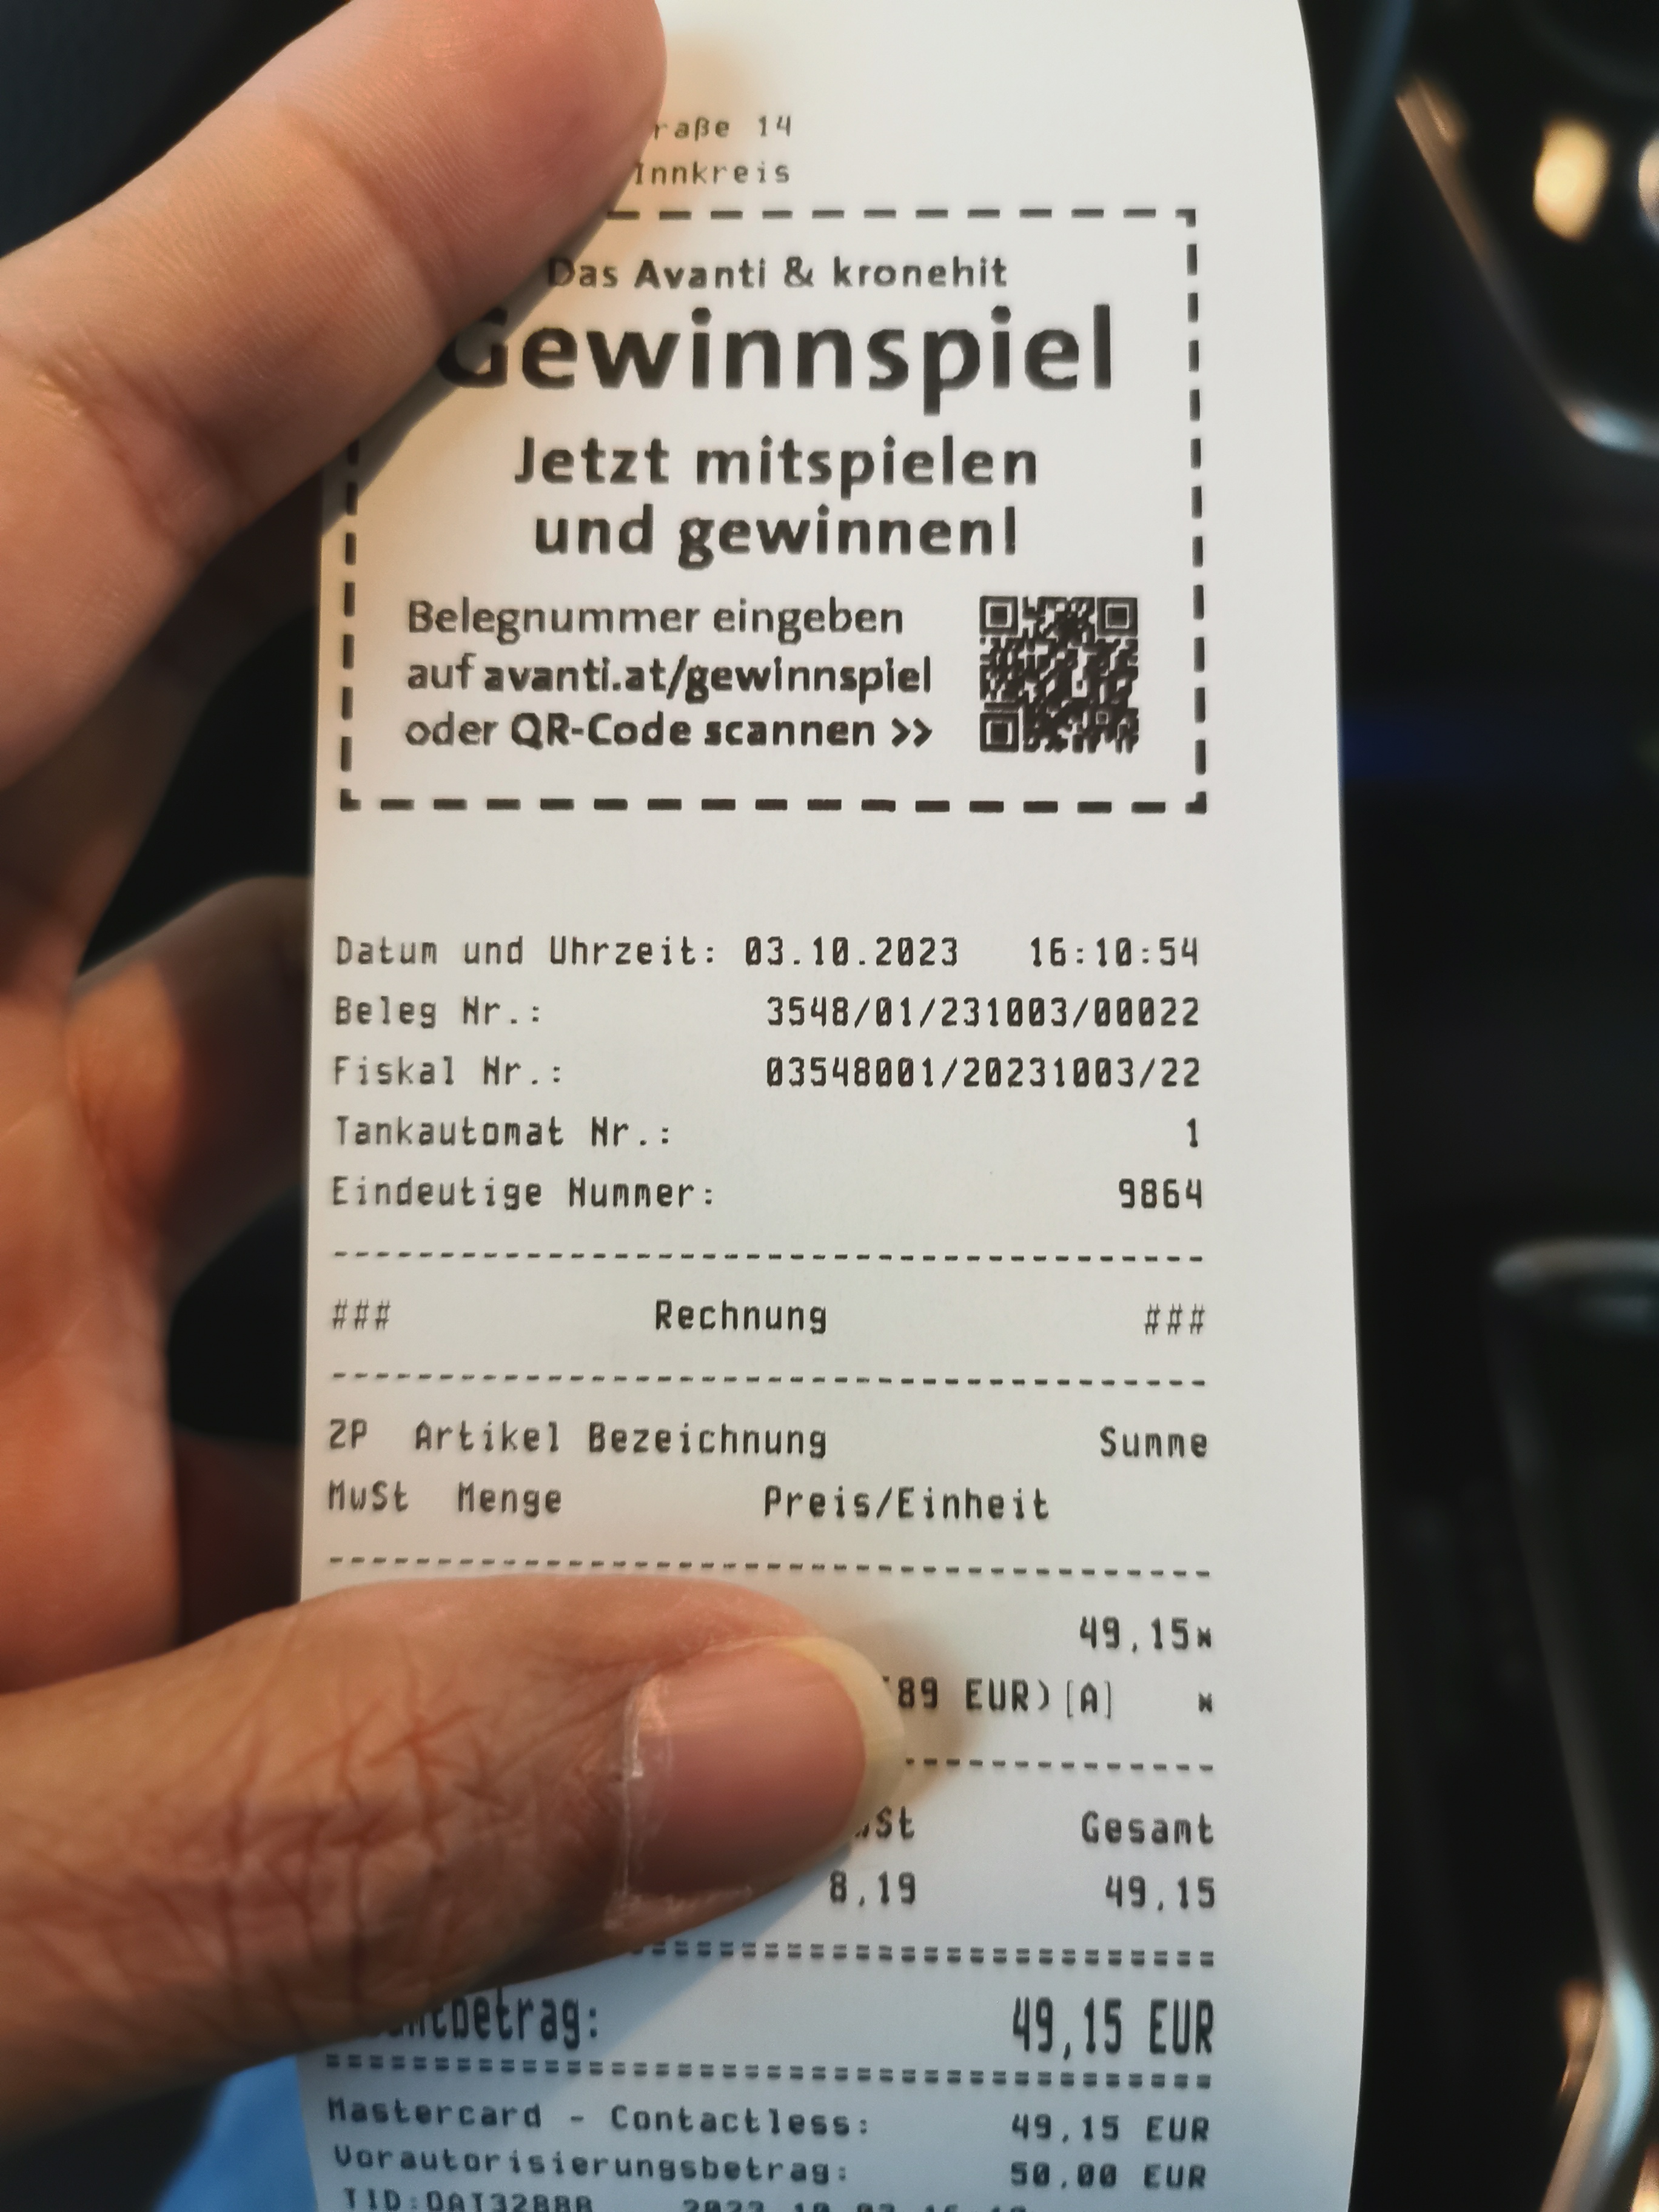 14
Innkreis
Das Avanti & kronehit
Gewinnspiel
Jetzt mitspielen
und gewinnen!
Belegnummer eingeben
auf avanti.at/gewinnspiel
oder QR-Code scannen >>
Datum und Uhrzeit: 03.10.2023 16:10:54
Beleg Nr.: 3548/01/231003/00022
Fiskal Nr.: 03548001/20231003/22
Tankautomat Nr.: 1
Eindeutige Nummer: 9864
### Rechnung ###
ZP Artikel Bezeichnung Summe
MwSt Menge Preis/Einheit
49,15*
89 EUR)[A] *
Gesamt
8,19 49,15
49,15 EUR
Mastercard - Contactless: 49,15 EUR
Vorautorisierungsbetrag: 50,00 EUR